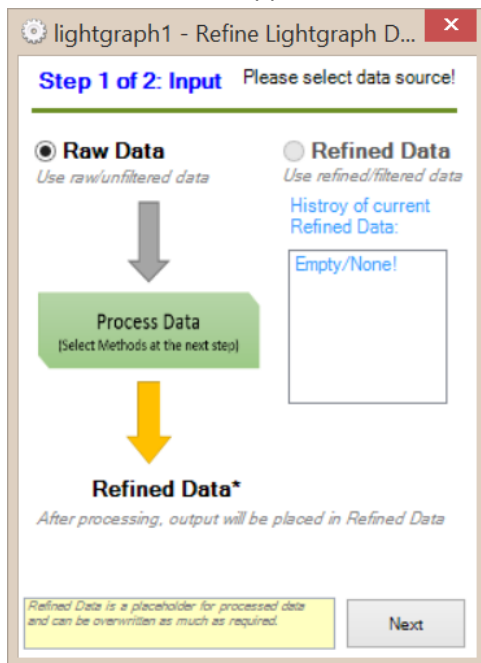 lightgraph1 - Refine Lightgraph D...
Step 1 of 2: Input
Please select data source!
Raw Data
Use raw/unfiltered data
Refined Data
Use refined/filtered data
Histroy of current
Refined Data:
Empty/None!
Process Data
(Select Methods at the next step)
Refined Data*
After processing, output will be placed in Refined Data
Refined Data is a placeholder for processed data
and can be overwritten as much as required.
Next